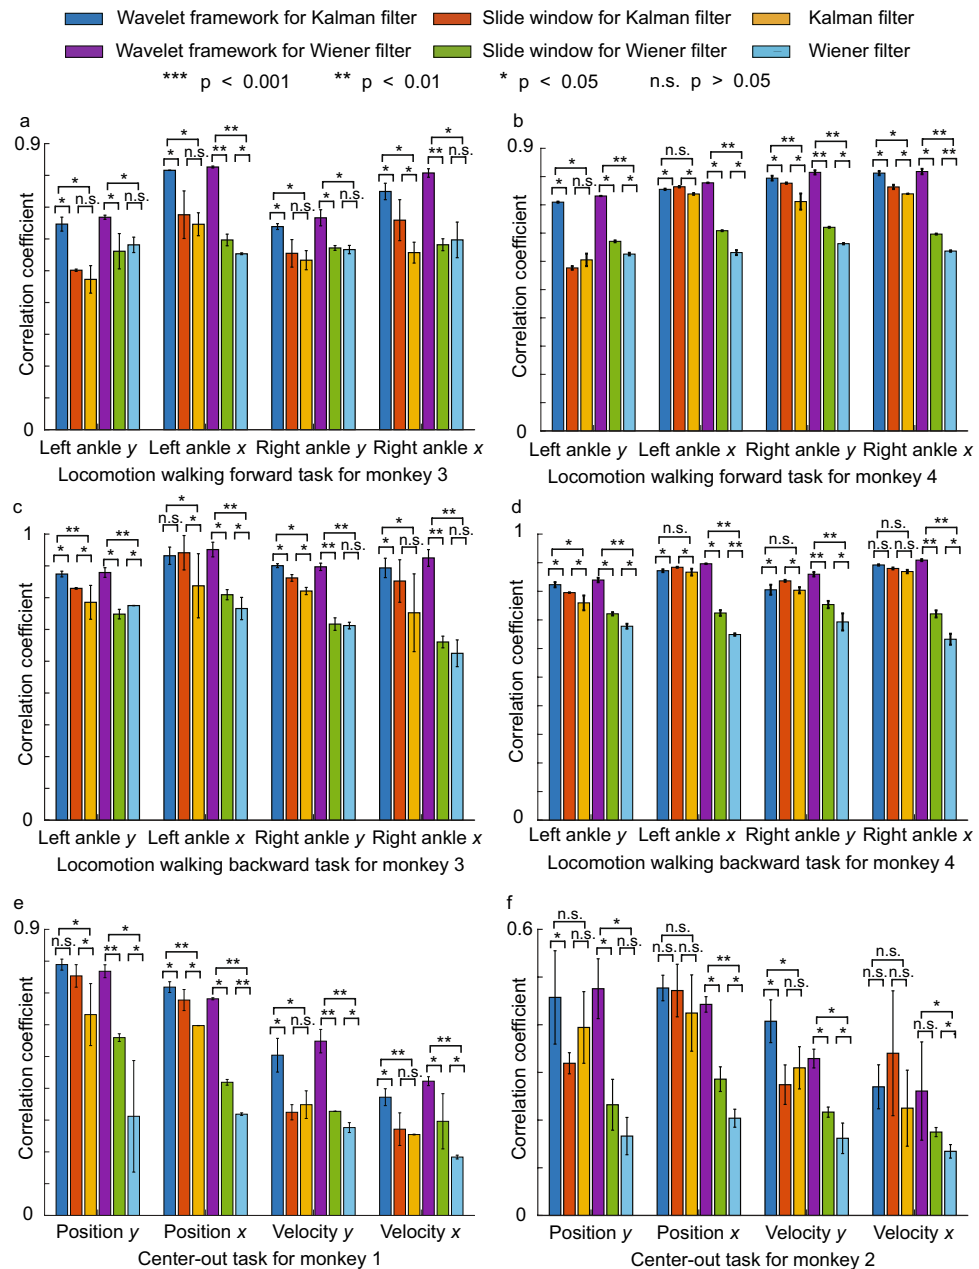 Wavelet framework for Kalman filter Slide window for Kalman filter Kalman filter
Wavelet framework for Wiener filter Slide window for Wiener filter Wiener filter
*** p < 0.001 ** p < 0.01 * p < 0.05 n.s. p > 0.05
a
0.9
Correlation coefficient
0
* * n.s. * * n.s.
* * n.s. ** ** *
* * n.s. * * n.s.
* * * * ** n.s.
Left ankle y Left ankle x Right ankle y Right ankle x
Locomotion walking forward task for monkey 3
b
0.9
Correlation coefficient
0
* * n.s. ** * *
n.s. * * ** * *
** * * ** ** *
* * * ** * **
Left ankle y Left ankle x Right ankle y Right ankle x
Locomotion walking forward task for monkey 4
c
1
Correlation coefficient
0
** * * ** * *
* n.s. * ** * *
* * * ** ** n.s.
* * * ** ** n.s.
Left ankle y Left ankle x Right ankle y Right ankle x
Locomotion walking backward task for monkey 3
d
1
Correlation coefficient
0
* * * ** * *
n.s. * * ** * **
n.s. * * ** ** *
n.s. n.s. n.s. ** ** *
Left ankle y Left ankle x Right ankle y Right ankle x
Locomotion walking backward task for monkey 4
e
0.9
Correlation coefficient
0
* n.s. * * ** *
** * * ** * **
* * n.s. ** ** *
** * n.s. ** * *
Position y Position x Velocity y Velocity x
Center-out task for monkey 1
f
0.6
Correlation coefficient
0
n.s. * n.s. * * n.s.
n.s. n.s. n.s. ** * *
* * n.s. * * *
n.s. n.s. n.s. * n.s. *
Position y Position x Velocity y Velocity x
Center-out task for monkey 2